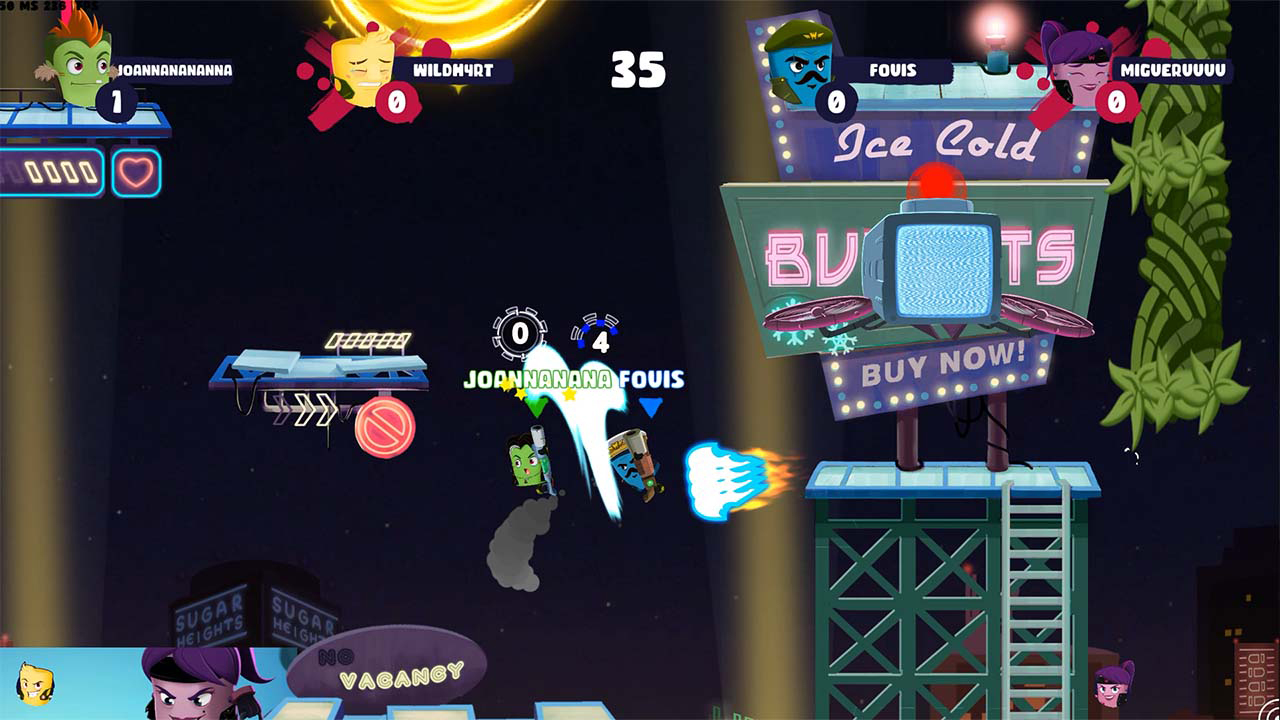 JOANNANANANNA
1
WILDH4RT
0
35
FOUIS
0
MIGUERUUUU
0
Ice Cold
BUY NOW!
0
4
JOANNANANA FOUIS
SUGAR
HEIGHTS
SUGAR
NO
VACANCY